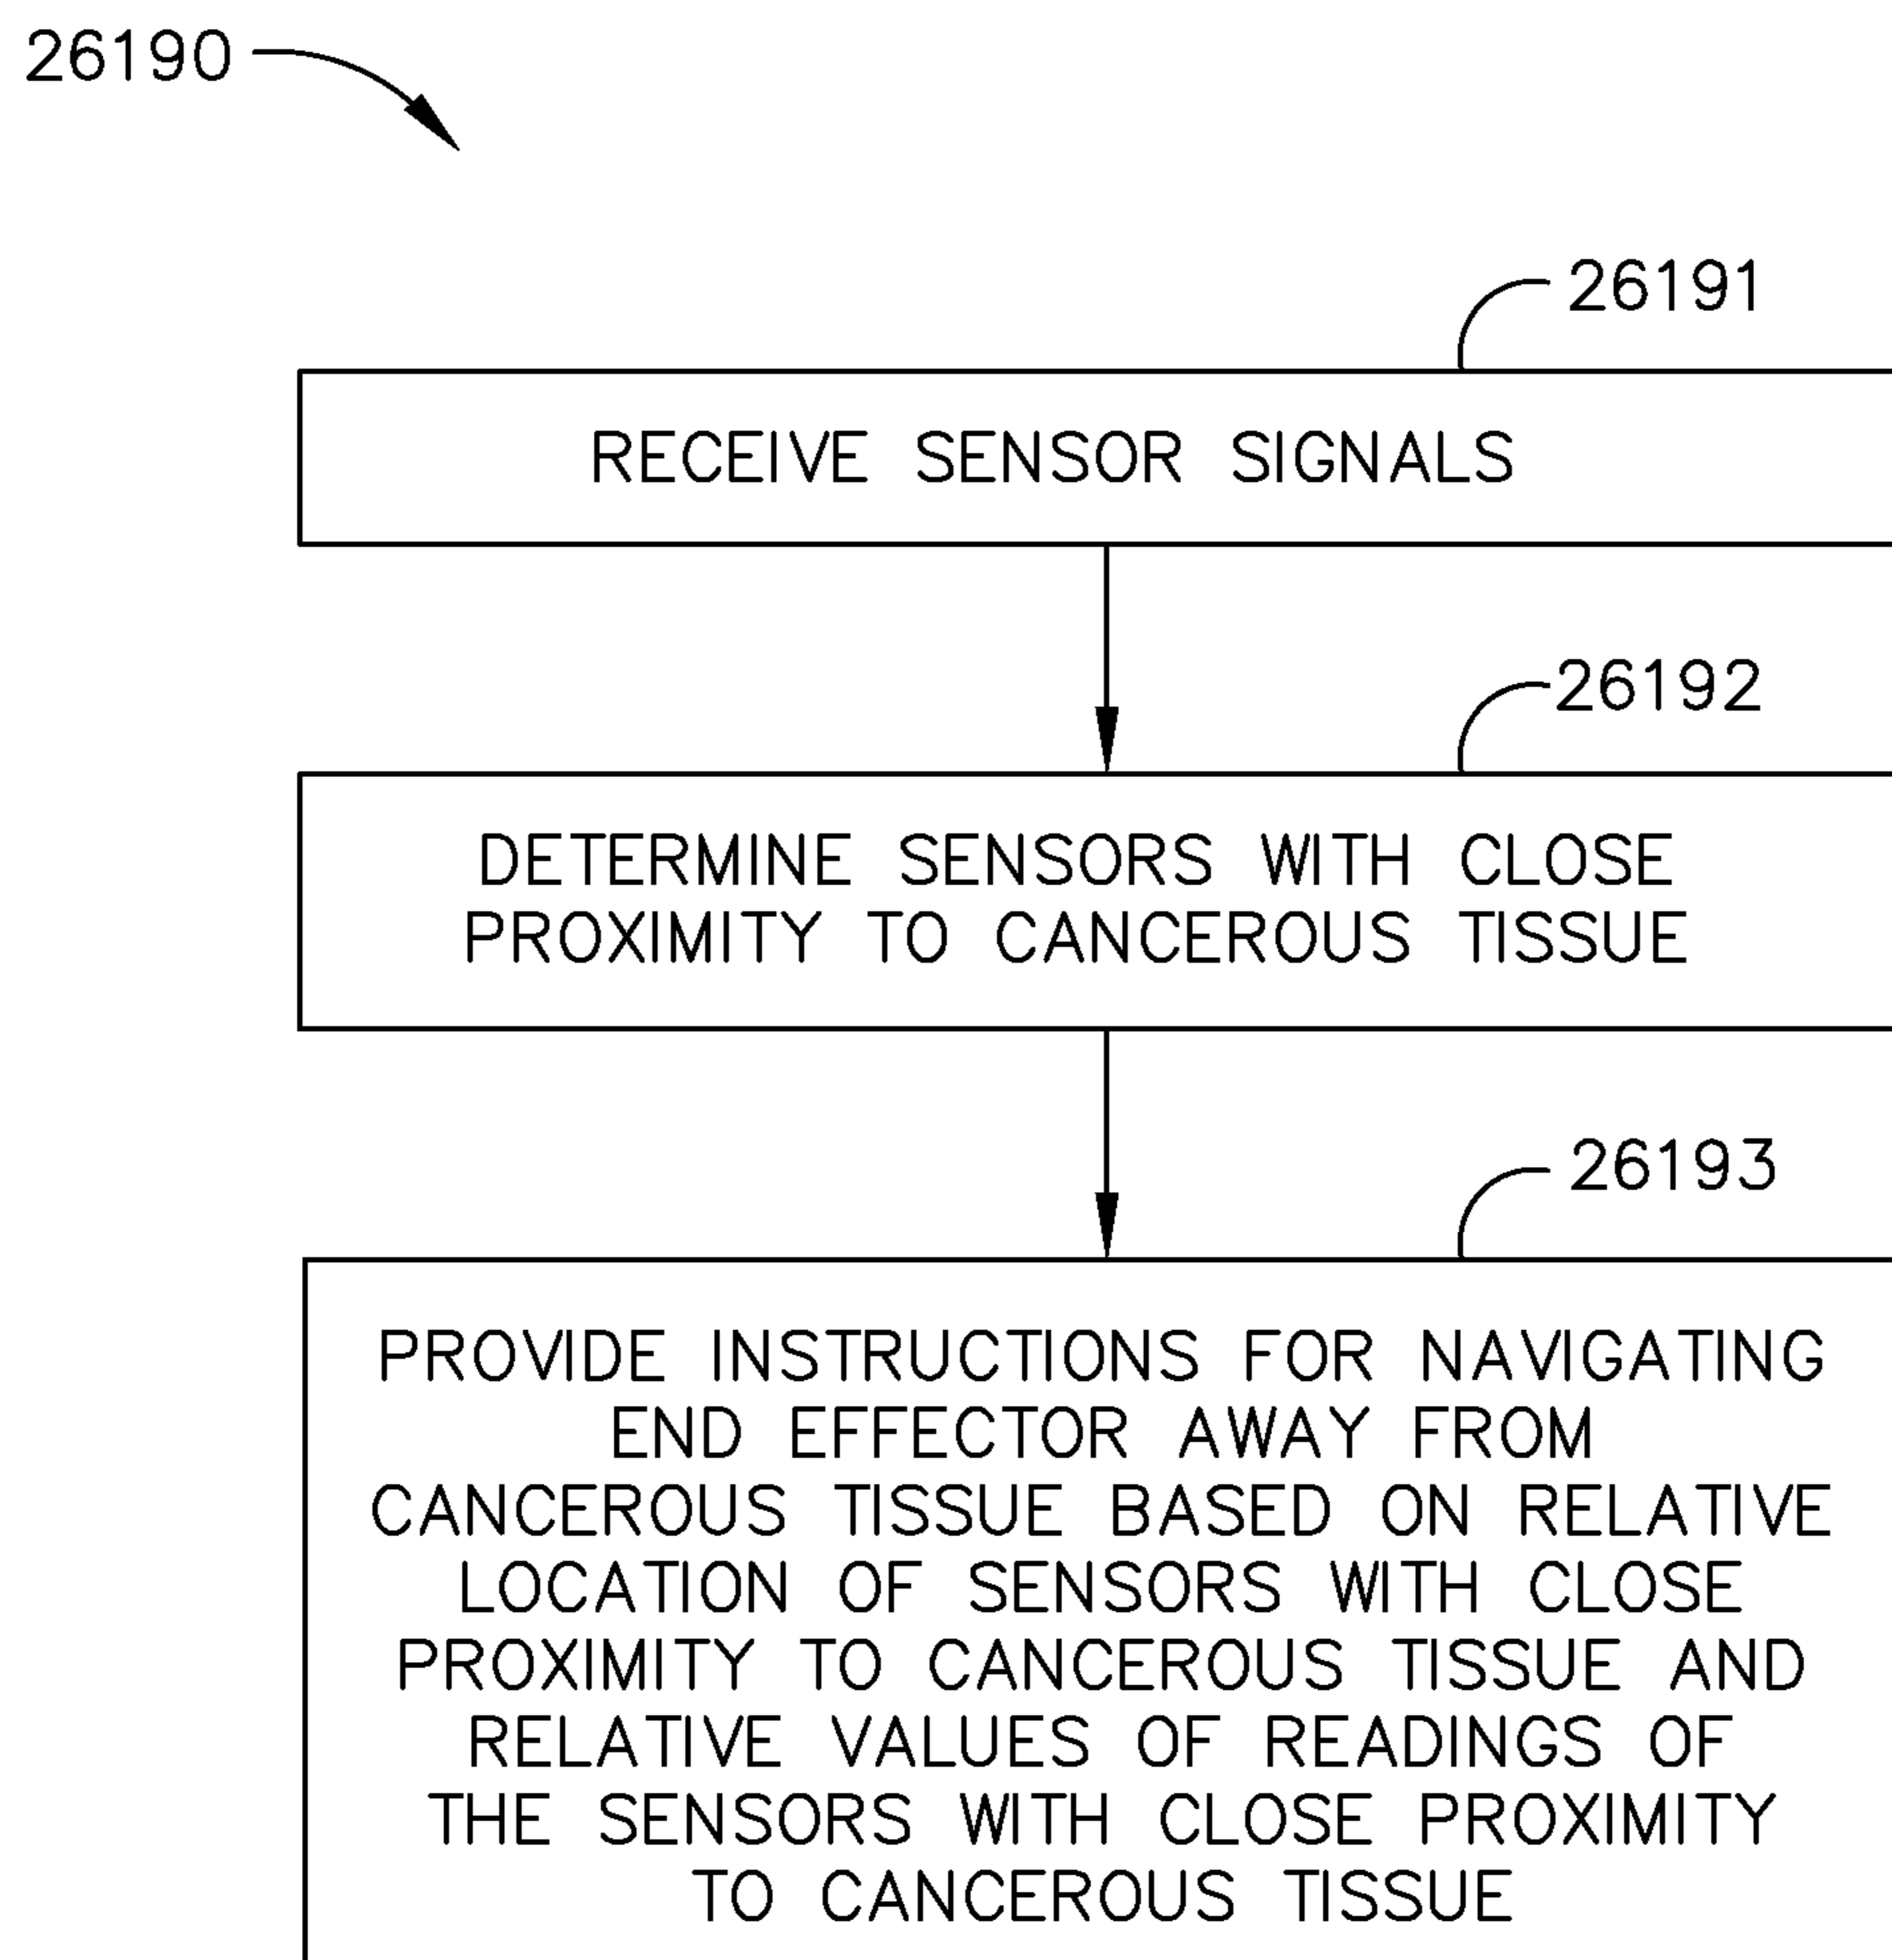 26190
26191
RECEIVE SENSOR SIGNALS
26192
DETERMINE SENSORS WITH CLOSE
PROXIMITY TO CANCEROUS TISSUE
26193
PROVIDE INSTRUCTIONS FOR NAVIGATING
END EFFECTOR AWAY FROM
CANCEROUS TISSUE BASED ON RELATIVE
LOCATION OF SENSORS WITH CLOSE
PROXIMITY TO CANCEROUS TISSUE AND
RELATIVE VALUES OF READINGS OF
THE SENSORS WITH CLOSE PROXIMITY
TO CANCEROUS TISSUE